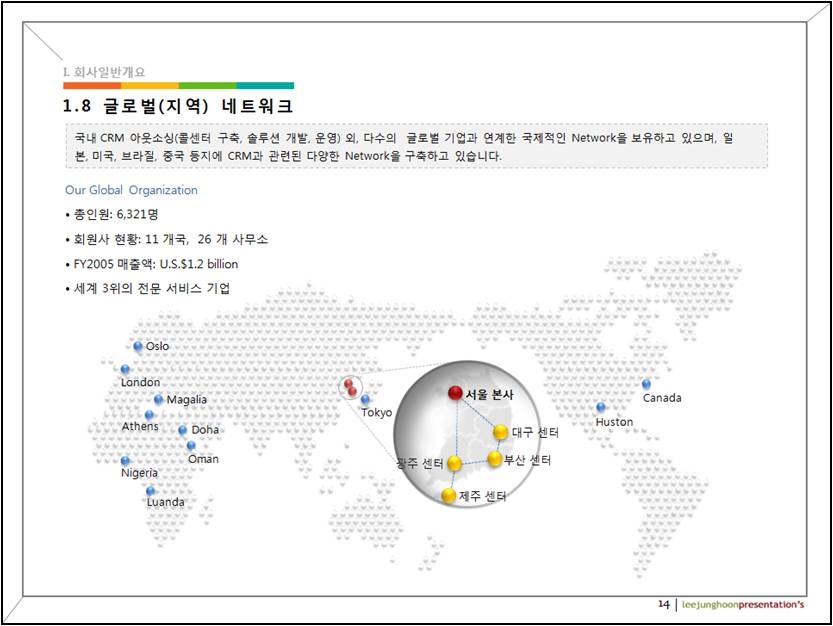 I. 회사일반개요
1.8 글로벌(지역) 네트워크
국내 CRM 아웃소싱(콜센터 구축, 솔루션 개발, 운영) 외, 다수의 글로벌 기업과 연계한 국제적인 Network을 보유하고 있으며, 일
본, 미국, 브라질, 중국 등지에 CRM과 관련된 다양한 Network을 구축하고 있습니다.
Our Global Organization
• 총인원: 6,321명
• 회원사 현황: 11 개국, 26 개 사무소
• FY2005 매출액: U.S.$1.2 billion
• 세계 3위의 전문 서비스 기업
Oslo
London
Magalia
Athens
Doha
Oman
Nigeria
Luanda
Tokyo
서울 본사
대구 센터
광주 센터
부산 센터
제주 센터
Canada
Huston
14 | leejunghoonpresentation's